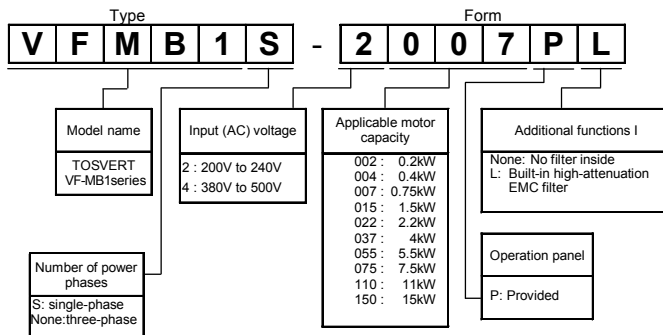 Type
Form
V F M B 1 S - 2 0 0 7 P L
Model name
TOSVERT
VF-MB1series
Number of power
phases
S: single-phase
None:three-phase
Input (AC) voltage
2 : 200V to 240V
4 : 380V to 500V
Applicable motor
capacity
002 : 0.2kW
004 : 0.4kW
007 : 0.75kW
015 : 1.5kW
022 : 2.2kW
037 : 4kW
055 : 5.5kW
075 : 7.5kW
110 : 11kW
150 : 15kW
Operation panel
P: Provided
Additional functions I
None: No filter inside
L: Built-in high-attenuation
EMC filter